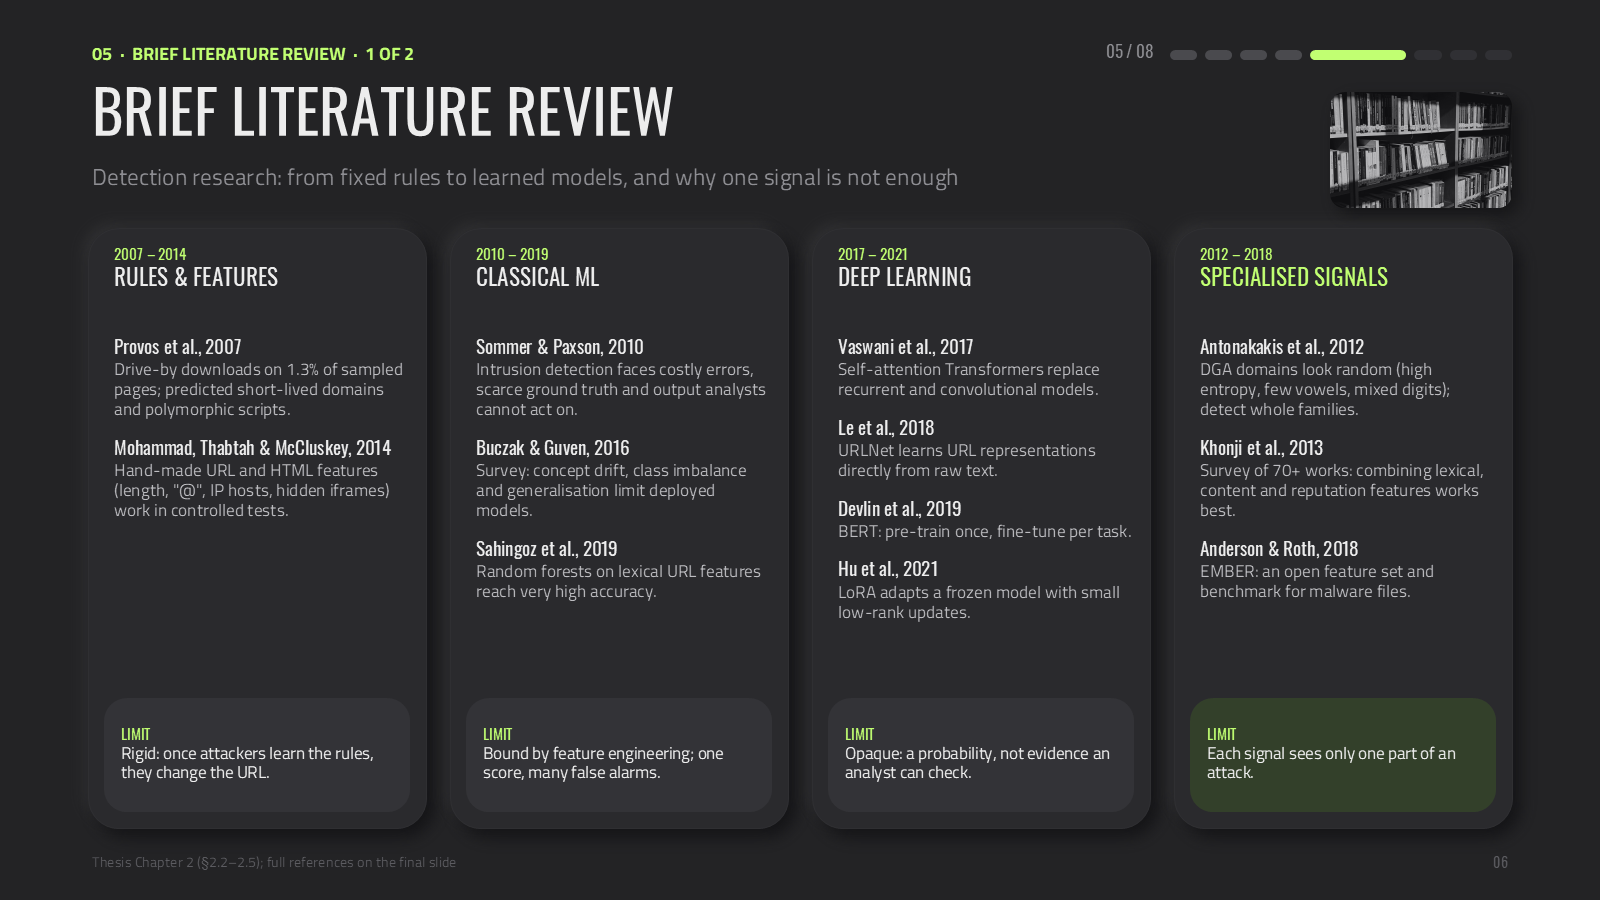 05 · BRIEF LITERATURE REVIEW · 1 OF 2
05 / 08
BRIEF LITERATURE REVIEW
Detection research: from fixed rules to learned models, and why one signal is not enough
2007 – 2014
RULES & FEATURES
Provos et al., 2007
Drive-by downloads on 1.3% of sampled
pages; predicted short-lived domains
and polymorphic scripts.
Mohammad, Thabtah & McCluskey, 2014
Hand-made URL and HTML features
(length, "@", IP hosts, hidden iframes)
work in controlled tests.
LIMIT
Rigid: once attackers learn the rules,
they change the URL.
2010 – 2019
CLASSICAL ML
Sommer & Paxson, 2010
Intrusion detection faces costly errors,
scarce ground truth and output analysts
cannot act on.
Buczak & Guven, 2016
Survey: concept drift, class imbalance
and generalisation limit deployed
models.
Sahingoz et al., 2019
Random forests on lexical URL features
reach very high accuracy.
LIMIT
Bound by feature engineering; one
score, many false alarms.
2017 – 2021
DEEP LEARNING
Vaswani et al., 2017
Self-attention Transformers replace
recurrent and convolutional models.
Le et al., 2018
URLNet learns URL representations
directly from raw text.
Devlin et al., 2019
BERT: pre-train once, fine-tune per task.
Hu et al., 2021
LoRA adapts a frozen model with small
low-rank updates.
LIMIT
Opaque: a probability, not evidence an
analyst can check.
2012 – 2018
SPECIALISED SIGNALS
Antonakakis et al., 2012
DGA domains look random (high
entropy, few vowels, mixed digits);
detect whole families.
Khonji et al., 2013
Survey of 70+ works: combining lexical,
content and reputation features works
best.
Anderson & Roth, 2018
EMBER: an open feature set and
benchmark for malware files.
LIMIT
Each signal sees only one part of an
attack.
Thesis Chapter 2 (§2.2–2.5); full references on the final slide
06